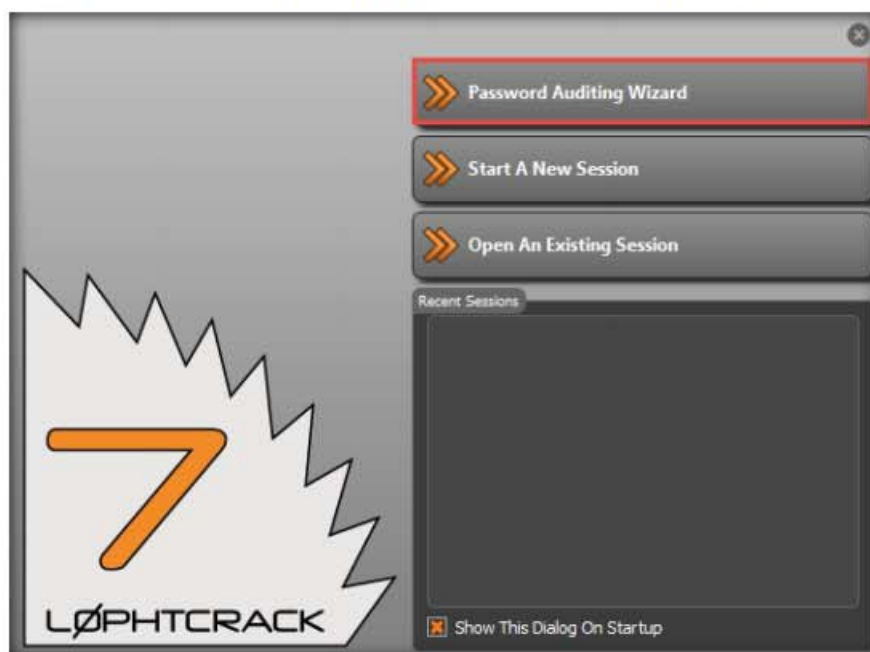 Password Auditing Wizard
Start A New Session
Open An Existing Session
Recent Sessions
7
LØPHTCRACK
Show This Dialog On Startup